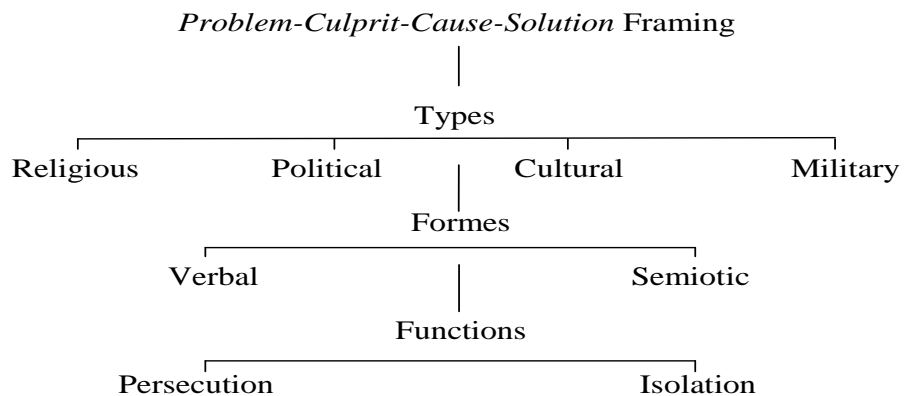 Problem-Culprit-Cause-Solution Framing
Types
Religious Political Cultural Military
Formes
Verbal Semiotic
Functions
Persecution Isolation